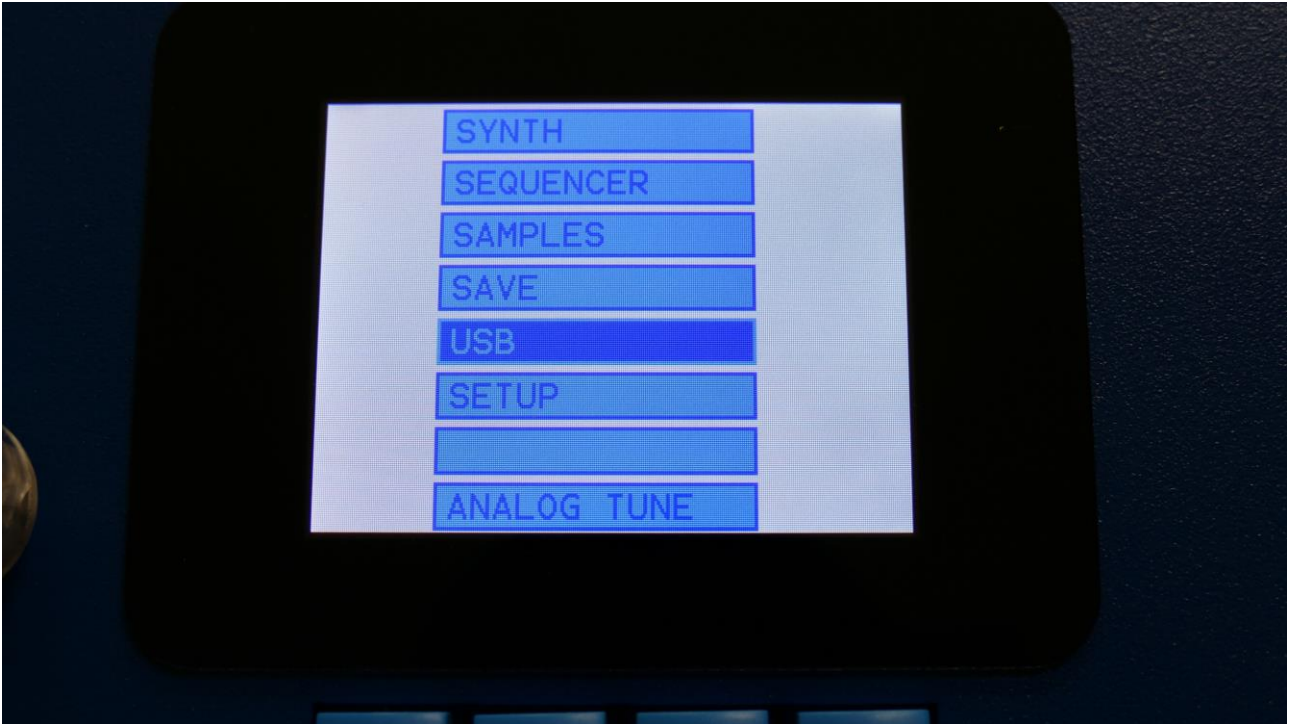 SYNTH
SEQUENCER
SAMPLES
SAVE
USB
SETUP
ANALOG TUNE